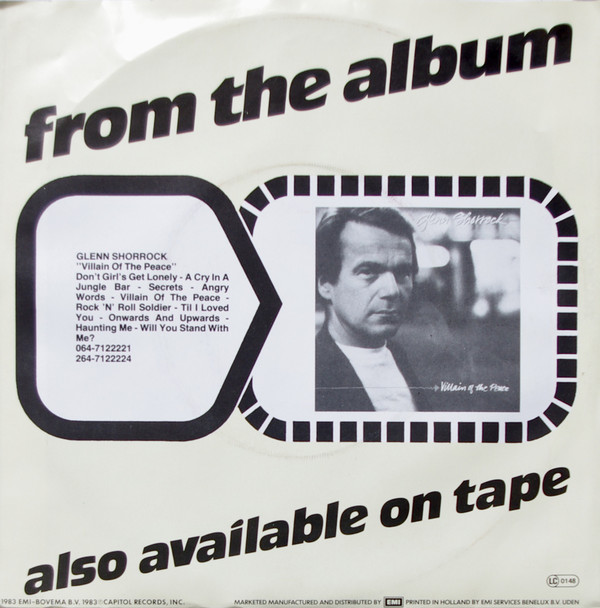 from the album
GLENN SHORROCK
"Villain Of The Peace"
Don't Girl's Get Lonely - A Cry In A
Jungle Bar - Secrets - Angry
Words - Villain Of The Peace -
Rock 'N' Roll Soldier - Til I Loved
You - Onwards And Upwards -
Haunting Me - Will You Stand With
Me?
064-7122221
264-7122224
Glenn Shorrock
Villain of the Peace
also available on tape
LC 0148
1983 EMI-BOVEMA B.V. 1983 CAPITOL RECORDS, INC. MARKETED MANUFACTURED AND DISTRIBUTED BY EMI PRINTED IN HOLLAND BY EMI SERVICES BENELUX B.V. UDEN